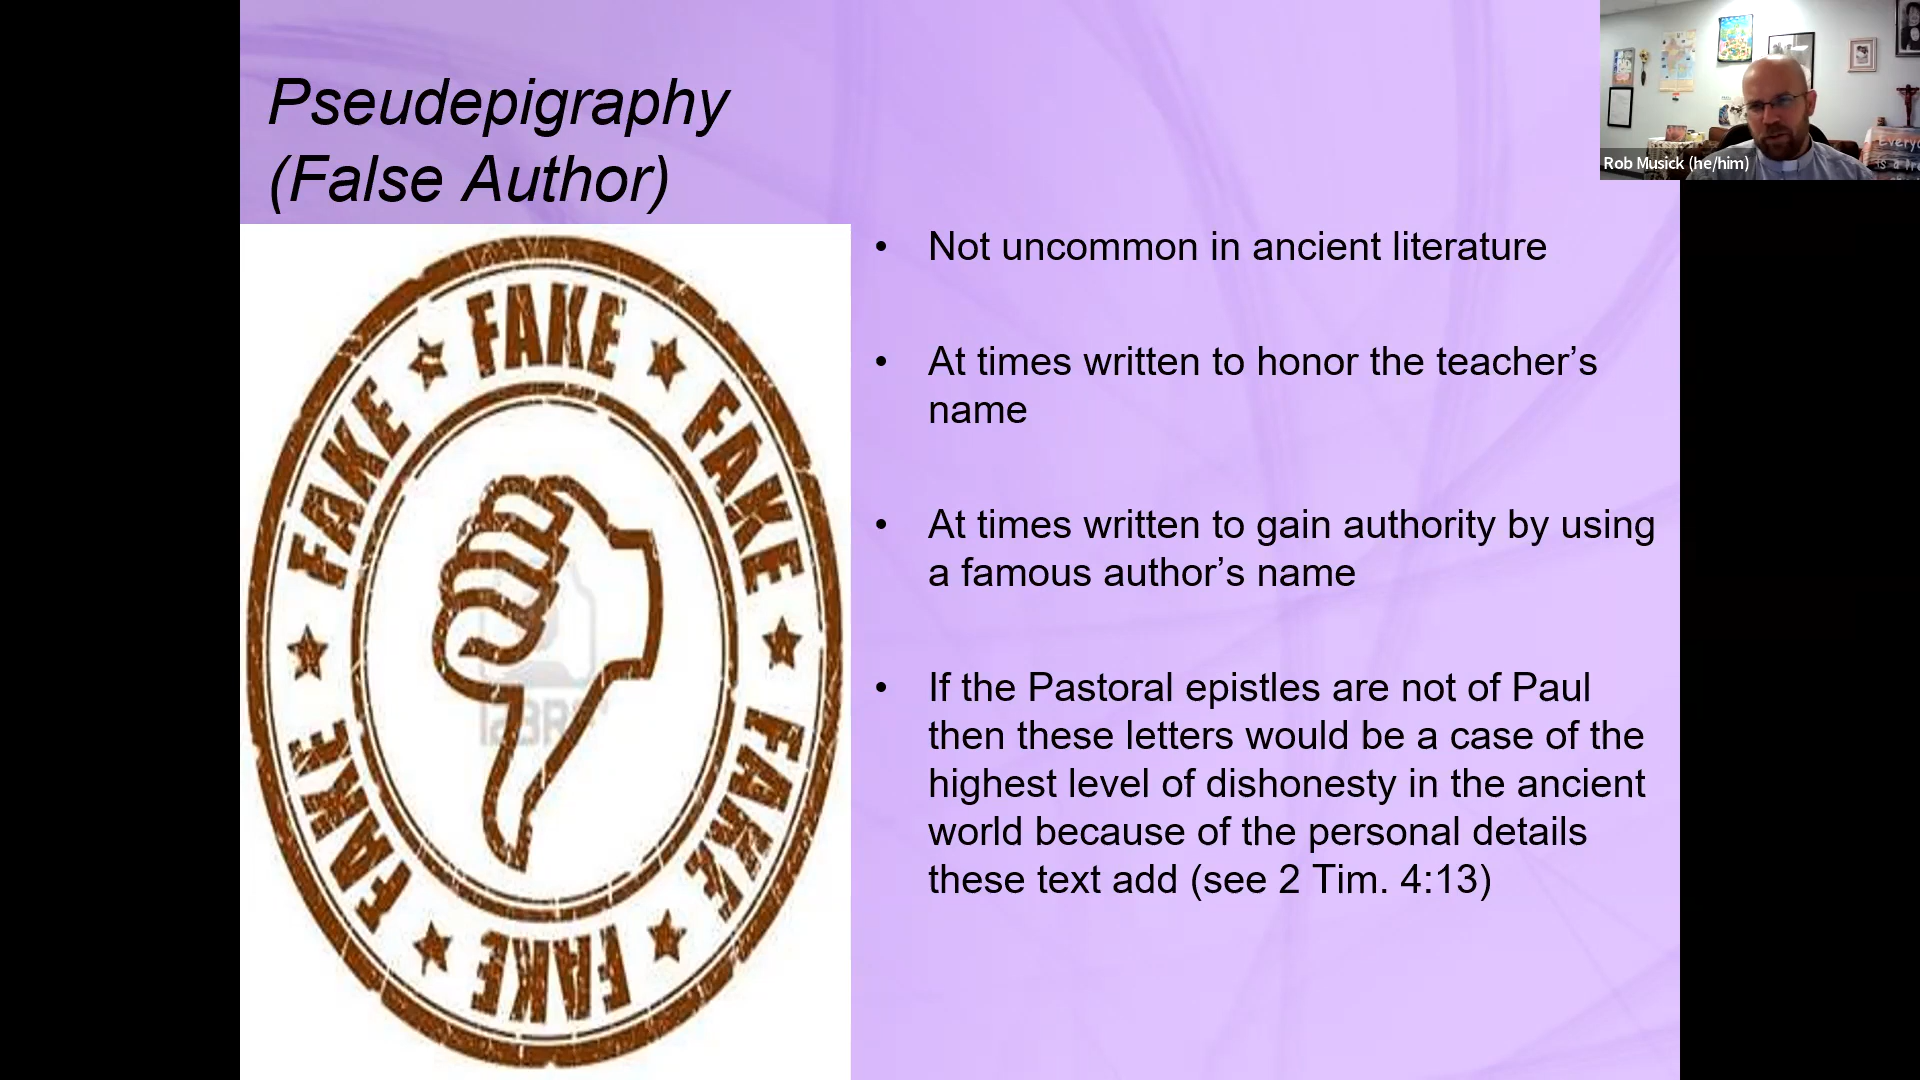 Pseudepigraphy
(False Author)
Rob Musick (he/him)
FAKE
FAKE
FAKE
FAKE
FAKE
FAKE
• Not uncommon in ancient literature
• At times written to honor the teacher’s
name
• At times written to gain authority by using
a famous author’s name
• If the Pastoral epistles are not of Paul
then these letters would be a case of the
highest level of dishonesty in the ancient
world because of the personal details
these text add (see 2 Tim. 4:13)